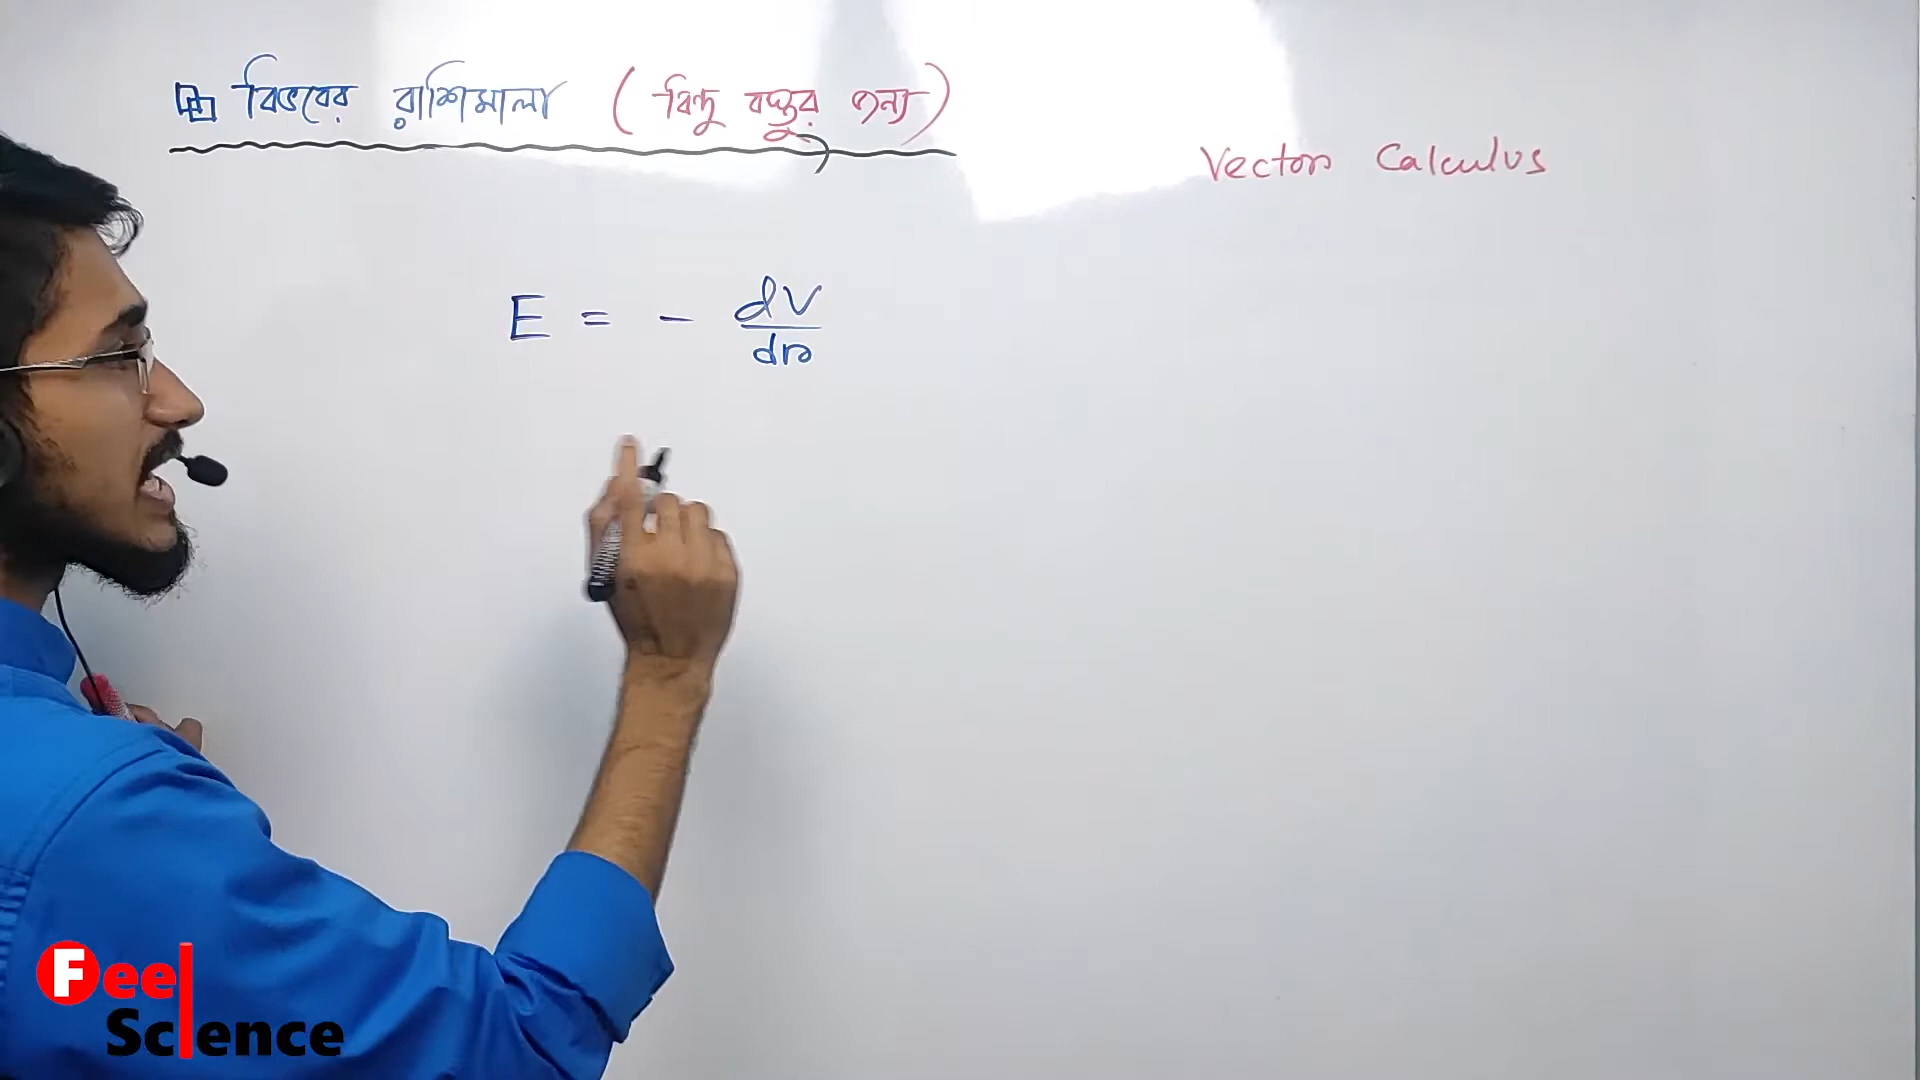 বিভবের রাশিমালা (বিন্দু বস্তুর জন্য)
Vector Calculus
E = - dV/dr
Feel
Science